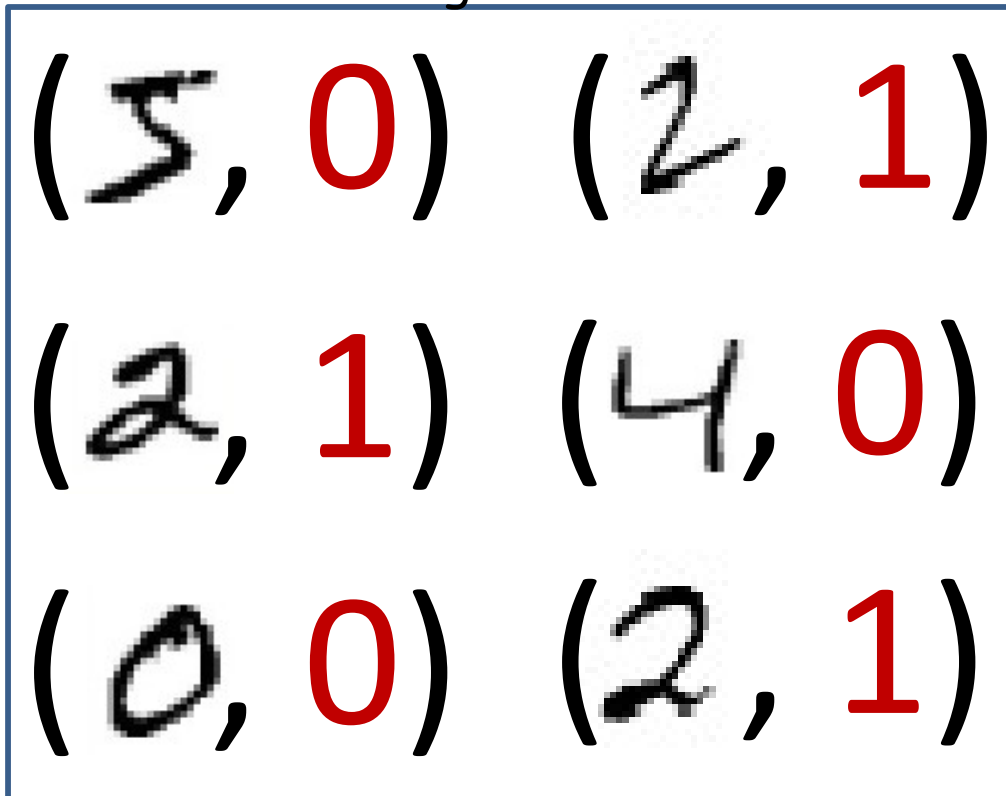 (5, 0) (2, 1)
(2, 1) (4, 0)
(0, 0) (2, 1)